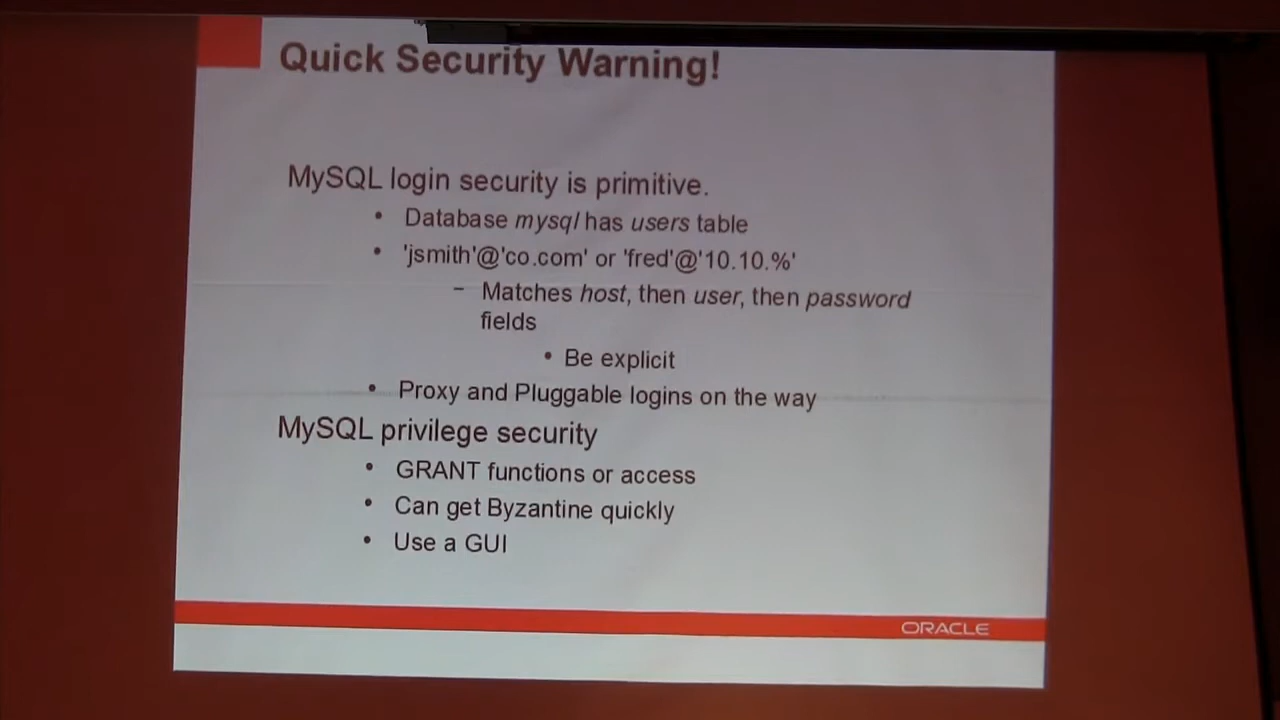 Quick Security Warning!
MySQL login security is primitive.
• Database mysql has users table
• 'jsmith'@'co.com' or 'fred'@'10.10.%'
– Matches host, then user, then password
fields
• Be explicit
• Proxy and Pluggable logins on the way
MySQL privilege security
• GRANT functions or access
• Can get Byzantine quickly
• Use a GUI
ORACLE